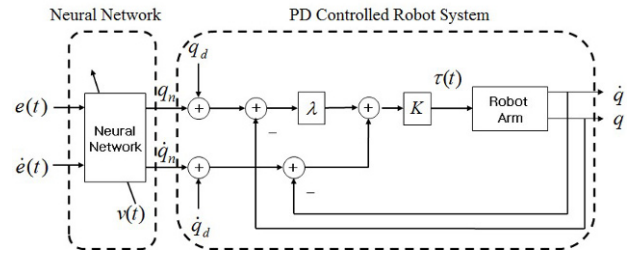 Neural Network
PD Controlled Robot System
q_d
q_n
τ(t)
q̇
e(t)
+
+
λ
+
K
Robot
Arm
q
−
Neural
Network
q̇_n
ė(t)
+
+
−
v(t)
q̇_d